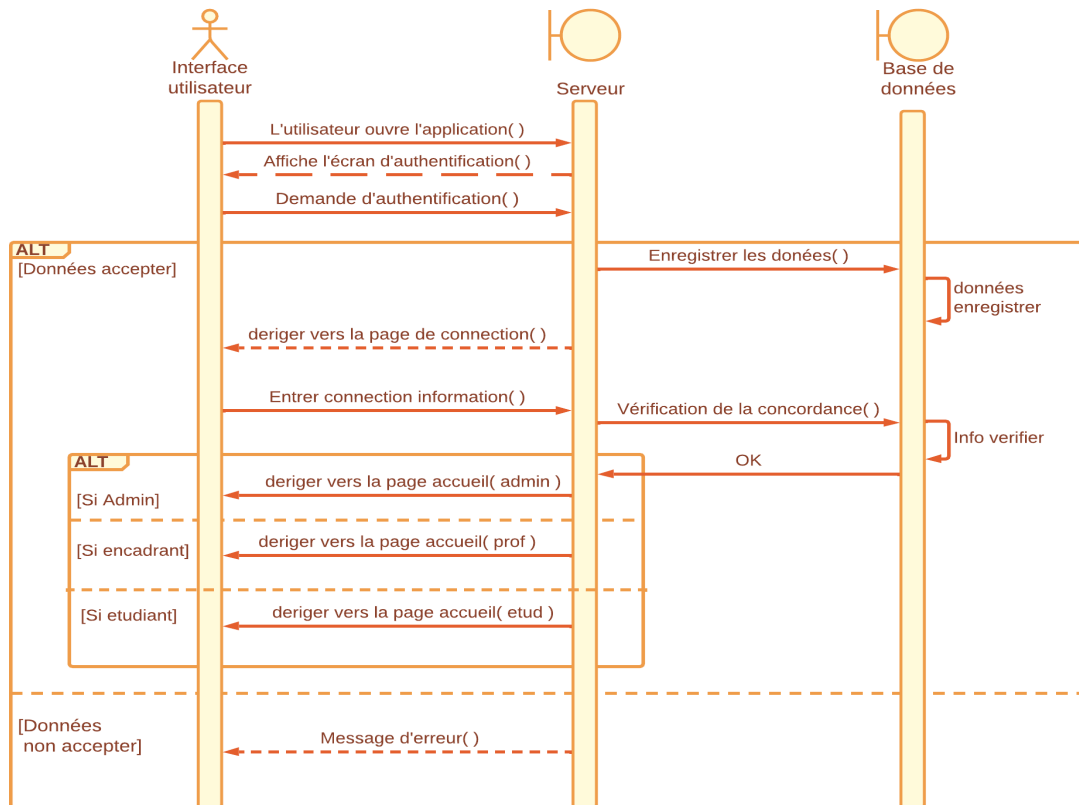 Interface
utilisateur
Serveur
Base de
données
L'utilisateur ouvre l'application( )
Affiche l'écran d'authentification( )
Demande d'authentification( )
ALT
[Données accepter]
Enregistrer les donées( )
données
enregistrer
deriger vers la page de connection( )
Entrer connection information( )
Vérification de la concordance( )
Info verifier
OK
ALT
deriger vers la page accueil( admin )
[Si Admin]
deriger vers la page accueil( prof )
[Si encadrant]
deriger vers la page accueil( etud )
[Si etudiant]
[Données
non accepter]
Message d'erreur( )